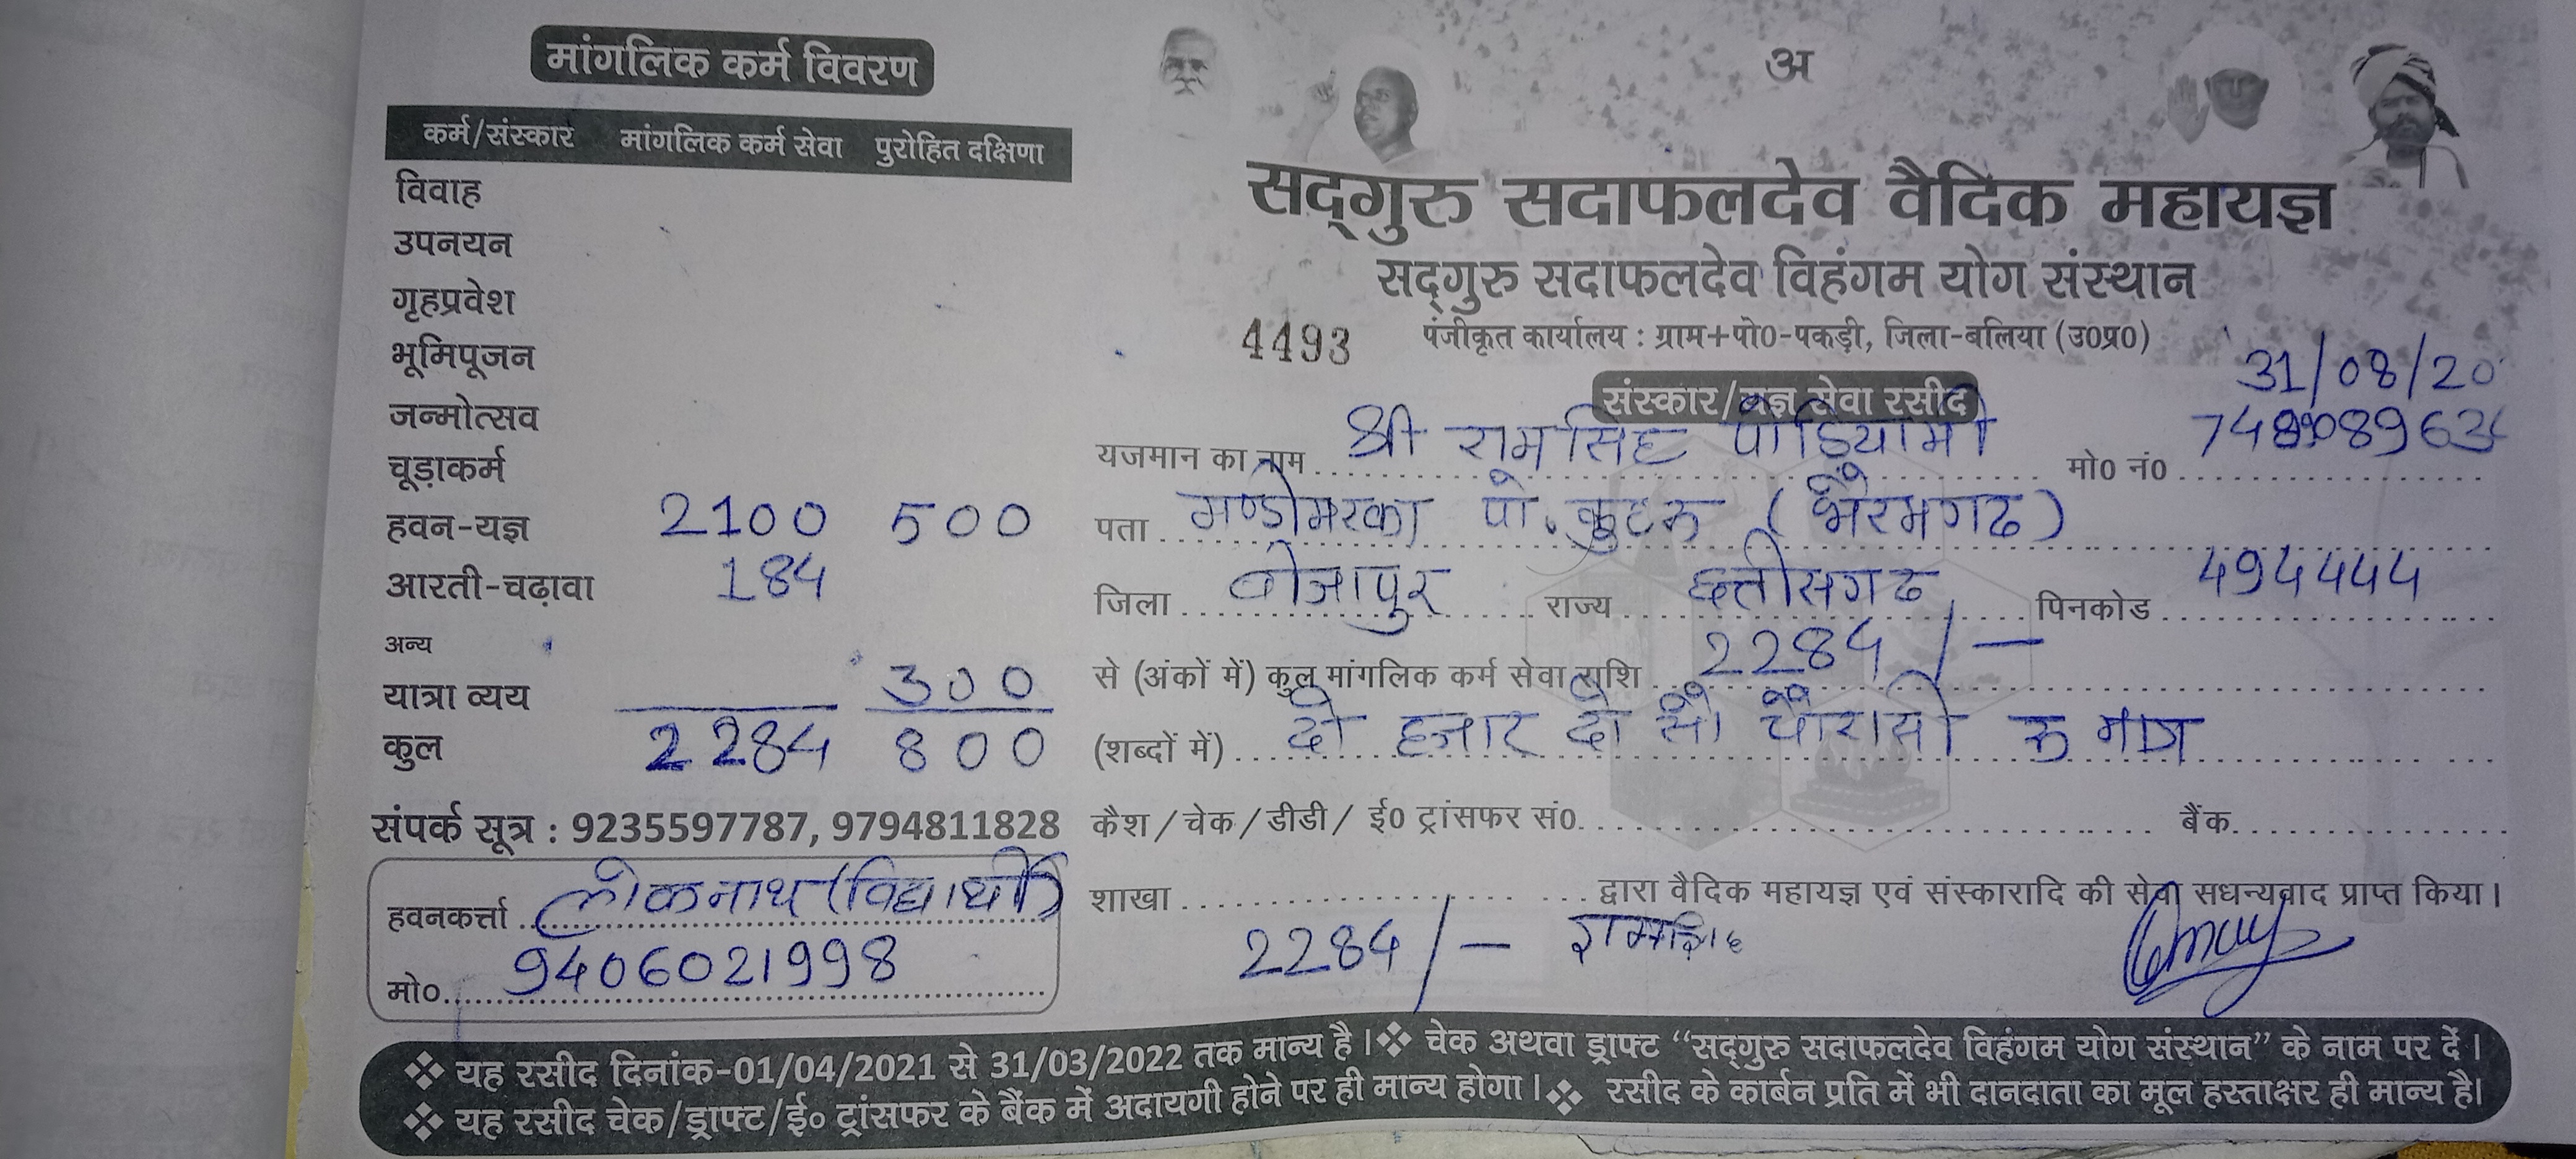 मांगलिक कर्म विवरण
कर्म/संस्कार मांगलिक कर्म सेवा पुरोहित दक्षिणा
विवाह
उपनयन
गृहप्रवेश
भूमिपूजन
जन्मोत्सव
चूड़ाकर्म
हवन-यज्ञ 2100 500
आरती-चढ़ावा 184
अन्य
यात्रा व्यय 300
कुल 2284 800
संपर्क सूत्र : 9235597787, 9794811828
हवनकर्त्ता लोकनाथ (विद्यार्थी)
मो० 9406021998
अ
सद्‌गुरु सदाफलदेव वैदिक महायज्ञ
सद्‌गुरु सदाफलदेव विहंगम योग संस्थान
4493 पंजीकृत कार्यालय : ग्राम+पो0-पकड़ी, जिला-बलिया (उ0प्र0)
31/08/20
संस्कार/यज्ञ सेवा रसीद
यजमान का नाम श्री रामसिंह पोडियामी मो0 नं0
पता पो. कुटरु (भैरमगढ)
जिला बीजापुर राज्य छत्तीसगढ पिनकोड 494444
से (अंकों में) कुल मांगलिक कर्म सेवा राशि 2284/-
(शब्दों में) दो हजार दो सौ चौरासी रु मात्र
कैश/चेक/डीडी/ ई0 ट्रांसफर सं0 बैंक
शाखा द्वारा वैदिक महायज्ञ एवं संस्कारादि की सेवा सधन्यवाद प्राप्त किया।
2284/- रामसिंह
❖ यह रसीद दिनांक-01/04/2021 से 31/03/2022 तक मान्य है। ❖ चेक अथवा ड्राफ्ट “सद्‌गुरु सदाफलदेव विहंगम योग संस्थान” के नाम पर दें।
❖ यह रसीद चेक/ड्राफ्ट/ई० ट्रांसफर के बैंक में अदायगी होने पर ही मान्य होगा। ❖ रसीद के कार्बन प्रति में भी दानदाता का मूल हस्ताक्षर ही मान्य है।